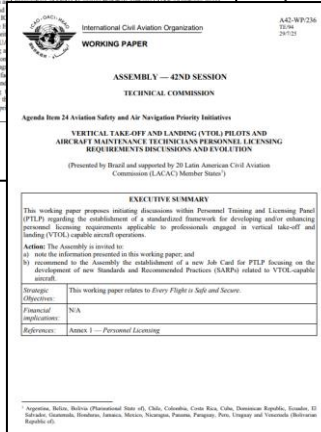 International Civil Aviation Organization
WORKING PAPER
A42-WP/236
TE/94
29/7/25
ASSEMBLY — 42ND SESSION
TECHNICAL COMMISSION
Agenda Item 24 Aviation Safety and Air Navigation Priority Initiatives
VERTICAL TAKE-OFF AND LANDING (VTOL) PILOTS AND
AIRCRAFT MAINTENANCE TECHNICIANS PERSONNEL LICENSING
REQUIREMENTS DISCUSSIONS AND EVOLUTION
(Presented by Brazil and supported by 20 Latin American Civil Aviation
Commission (LACAC) Member States¹)
EXECUTIVE SUMMARY
This working paper proposes initiating discussions within Personnel Training and Licensing Panel
(PTLP) regarding the establishment of a standardized framework for developing and/or enhancing
personnel licensing requirements applicable to professionals engaged in vertical take-off and
landing (VTOL) capable aircraft operations.
Action: The Assembly is invited to:
a) note the information presented in this working paper; and
b) recommend to the Assembly the establishment of a new Job Card for PTLP focusing on the
development of new Standards and Recommended Practices (SARPs) related to VTOL-capable
aircraft.
Strategic
Objectives:
This working paper relates to Every Flight is Safe and Secure.
Financial
implications:
N/A
References:
Annex 1 — Personnel Licensing
¹ Argentina, Belize, Bolivia (Plurinational State of), Chile, Colombia, Costa Rica, Cuba, Dominican Republic, Ecuador, El
Salvador, Guatemala, Honduras, Jamaica, Mexico, Nicaragua, Panama, Paraguay, Peru, Uruguay and Venezuela (Bolivarian
Republic of).